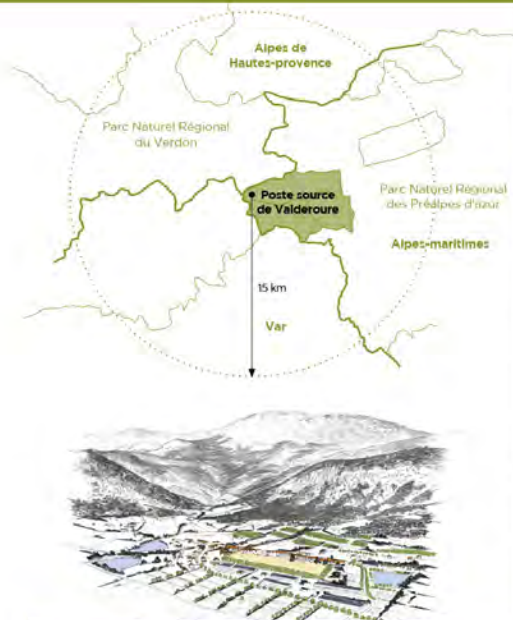 Alpes de
Hautes-provence
Parc Naturel Régional
du Verdon
Poste source
de Valderoure
Parc Naturel Régional
des Préalpes d'azur
Alpes-maritimes
15 km
Var